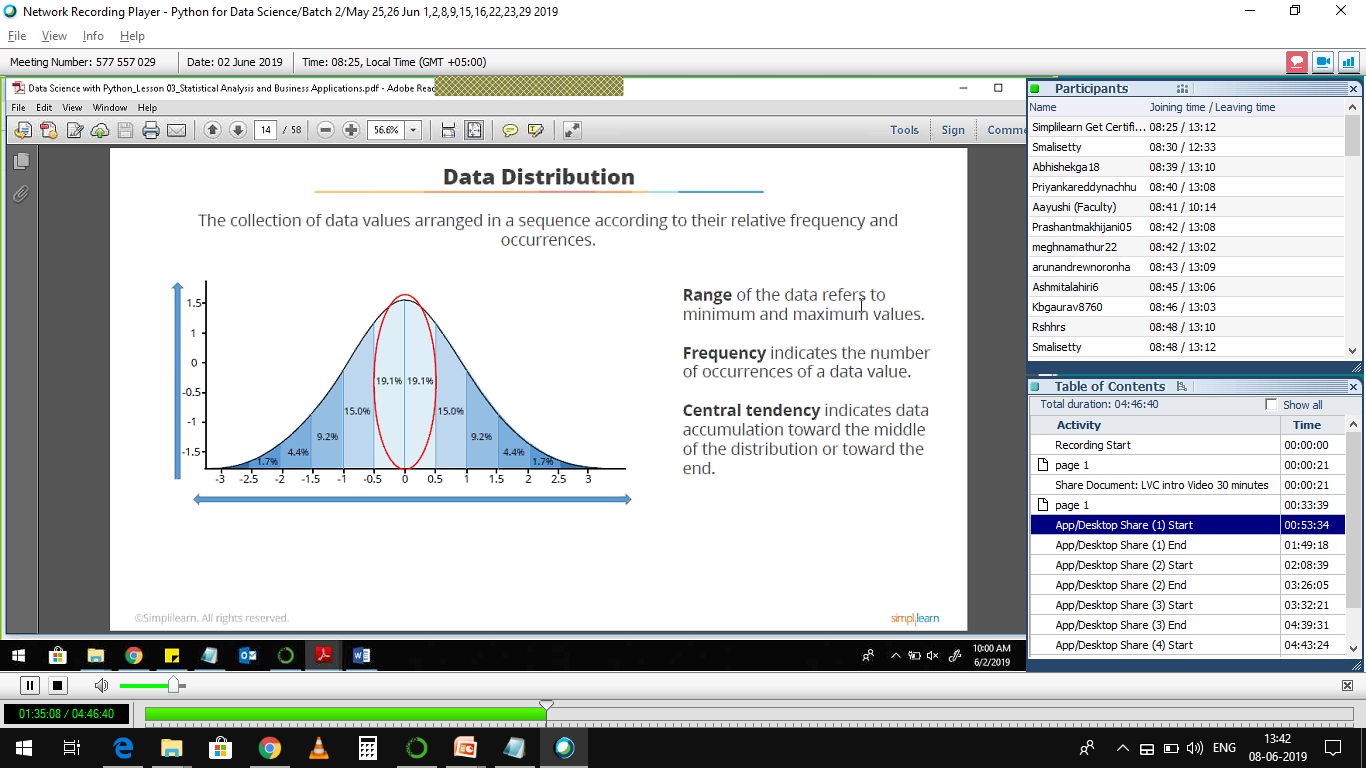 Network Recording Player - Python for Data Science/Batch 2/May 25,26 Jun 1,2,8,9,15,16,22,23,29 2019
File View Info Help
Meeting Number: 577 557 029 Date: 02 June 2019 Time: 08:25, Local Time (GMT +05:00)
Data Science with Python_Lesson 03_Statistical Analysis and Business Applications.pdf - Adobe Reac
File Edit View Window Help
14 / 58 56.6% Tools Sign Comme
Data Distribution
The collection of data values arranged in a sequence according to their relative frequency and
occurrences.
1.5
1
0
-0.5
-1
-1.5
19.1% 19.1%
15.0% 15.0%
9.2% 9.2%
4.4% 4.4%
1.7% 1.7%
-3 -2.5 -2 -1.5 -1 -0.5 0 0.5 1 1.5 2 2.5 3
Range of the data refers to
minimum and maximum values.
Frequency indicates the number
of occurrences of a data value.
Central tendency indicates data
accumulation toward the middle
of the distribution or toward the
end.
©Simplilearn. All rights reserved.
simplilearn
10:00 AM
6/2/2019
Participants
Name Joining time / Leaving time
Simplilearn Get Certifi... 08:25 / 13:12
Smalisetty 08:30 / 12:33
Abhishekga18 08:39 / 13:10
Priyankareddynachhu 08:40 / 13:08
Aayushi (Faculty) 08:41 / 10:14
Prashantmakhijani05 08:42 / 13:08
meghnamathur22 08:42 / 13:02
arunandrewnoronha 08:43 / 13:09
Ashmitalahiri6 08:45 / 13:06
Kbgaurav8760 08:46 / 13:03
Rshhrs 08:48 / 13:10
Smalisetty 08:48 / 13:12
Table of Contents
Total duration: 04:46:40 Show all
Activity Time
Recording Start 00:00:00
page 1 00:00:21
Share Document: LVC intro Video 30 minutes 00:00:21
page 1 00:33:39
App/Desktop Share (1) Start 00:53:34
App/Desktop Share (1) End 01:49:18
App/Desktop Share (2) Start 02:08:39
App/Desktop Share (2) End 03:26:05
App/Desktop Share (3) Start 03:32:21
App/Desktop Share (3) End 04:39:31
App/Desktop Share (4) Start 04:43:24
01:35:08 / 04:46:40
ENG
13:42
08-06-2019